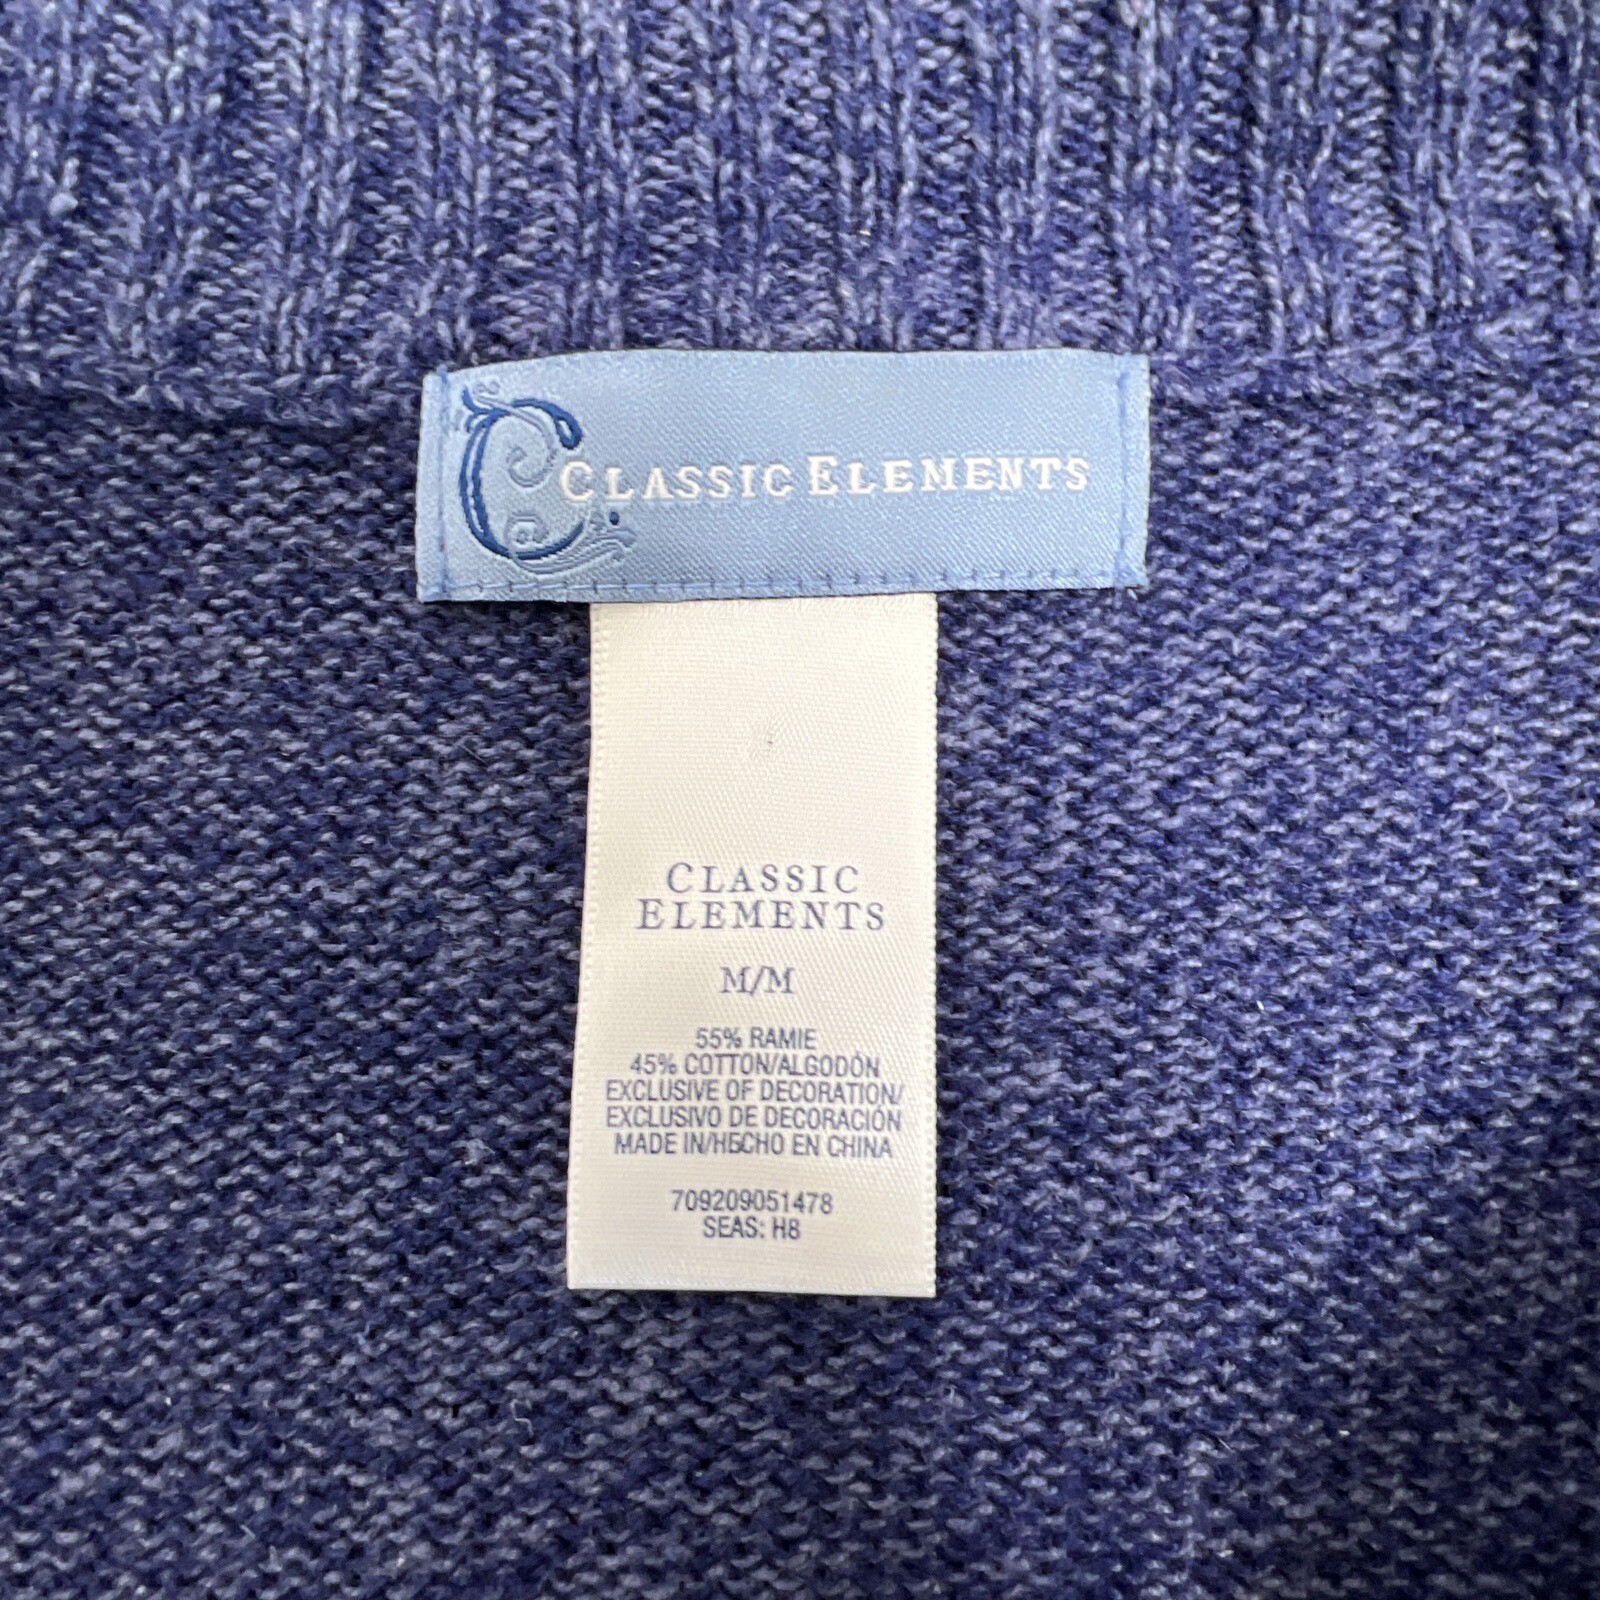 CLASSIC ELEMENTS
CLASSIC
ELEMENTS
M/M
55% RAMIE
45% COTTON/ALGODÓN
EXCLUSIVE OF DECORATION/
EXCLUSIVO DE DECORACIÓN
MADE IN/HECHO EN CHINA
709209051478
SEAS: H8